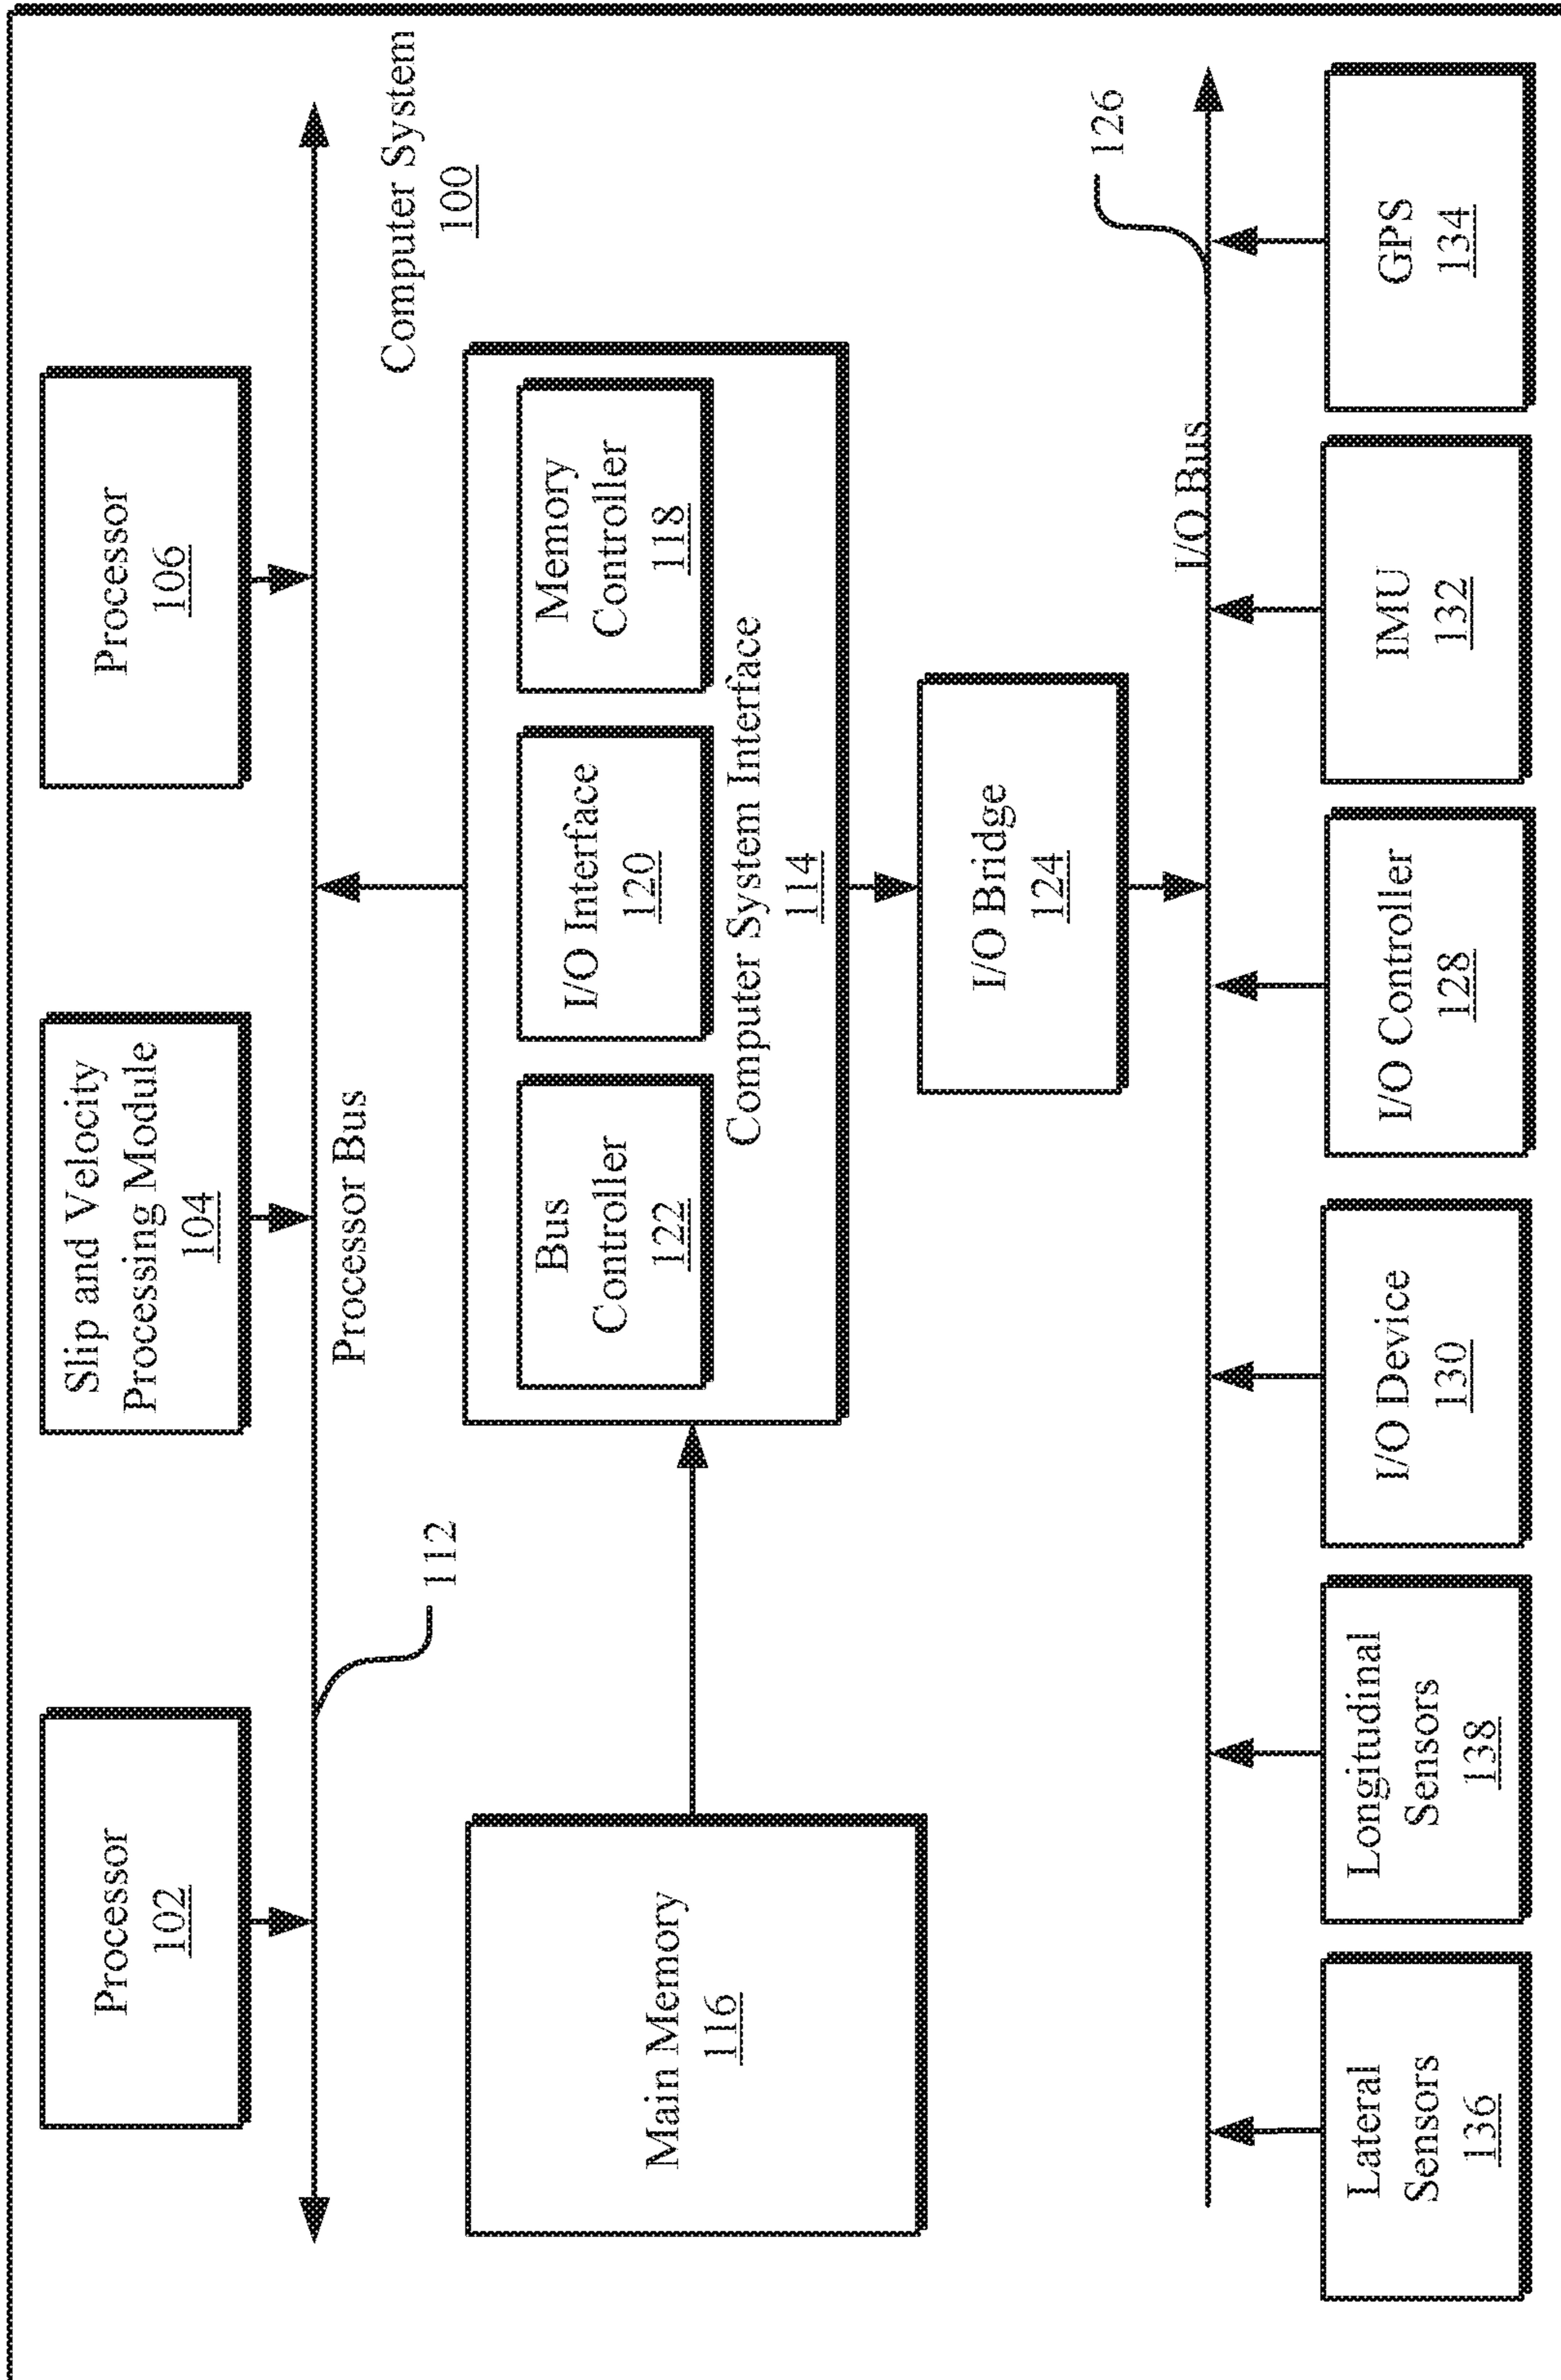 Processor
102
Slip and Velocity
Processing Module
104
Processor
106
112
Processor Bus
Computer System
100
Main Memory
116
Bus
Controller
122
I/O Interface
120
Memory
Controller
118
Computer System Interface
114
I/O Bridge
124
I/O Bus
126
Lateral
Sensors
136
Longitudinal
Sensors
138
I/O Device
130
I/O Controller
128
IMU
132
GPS
134